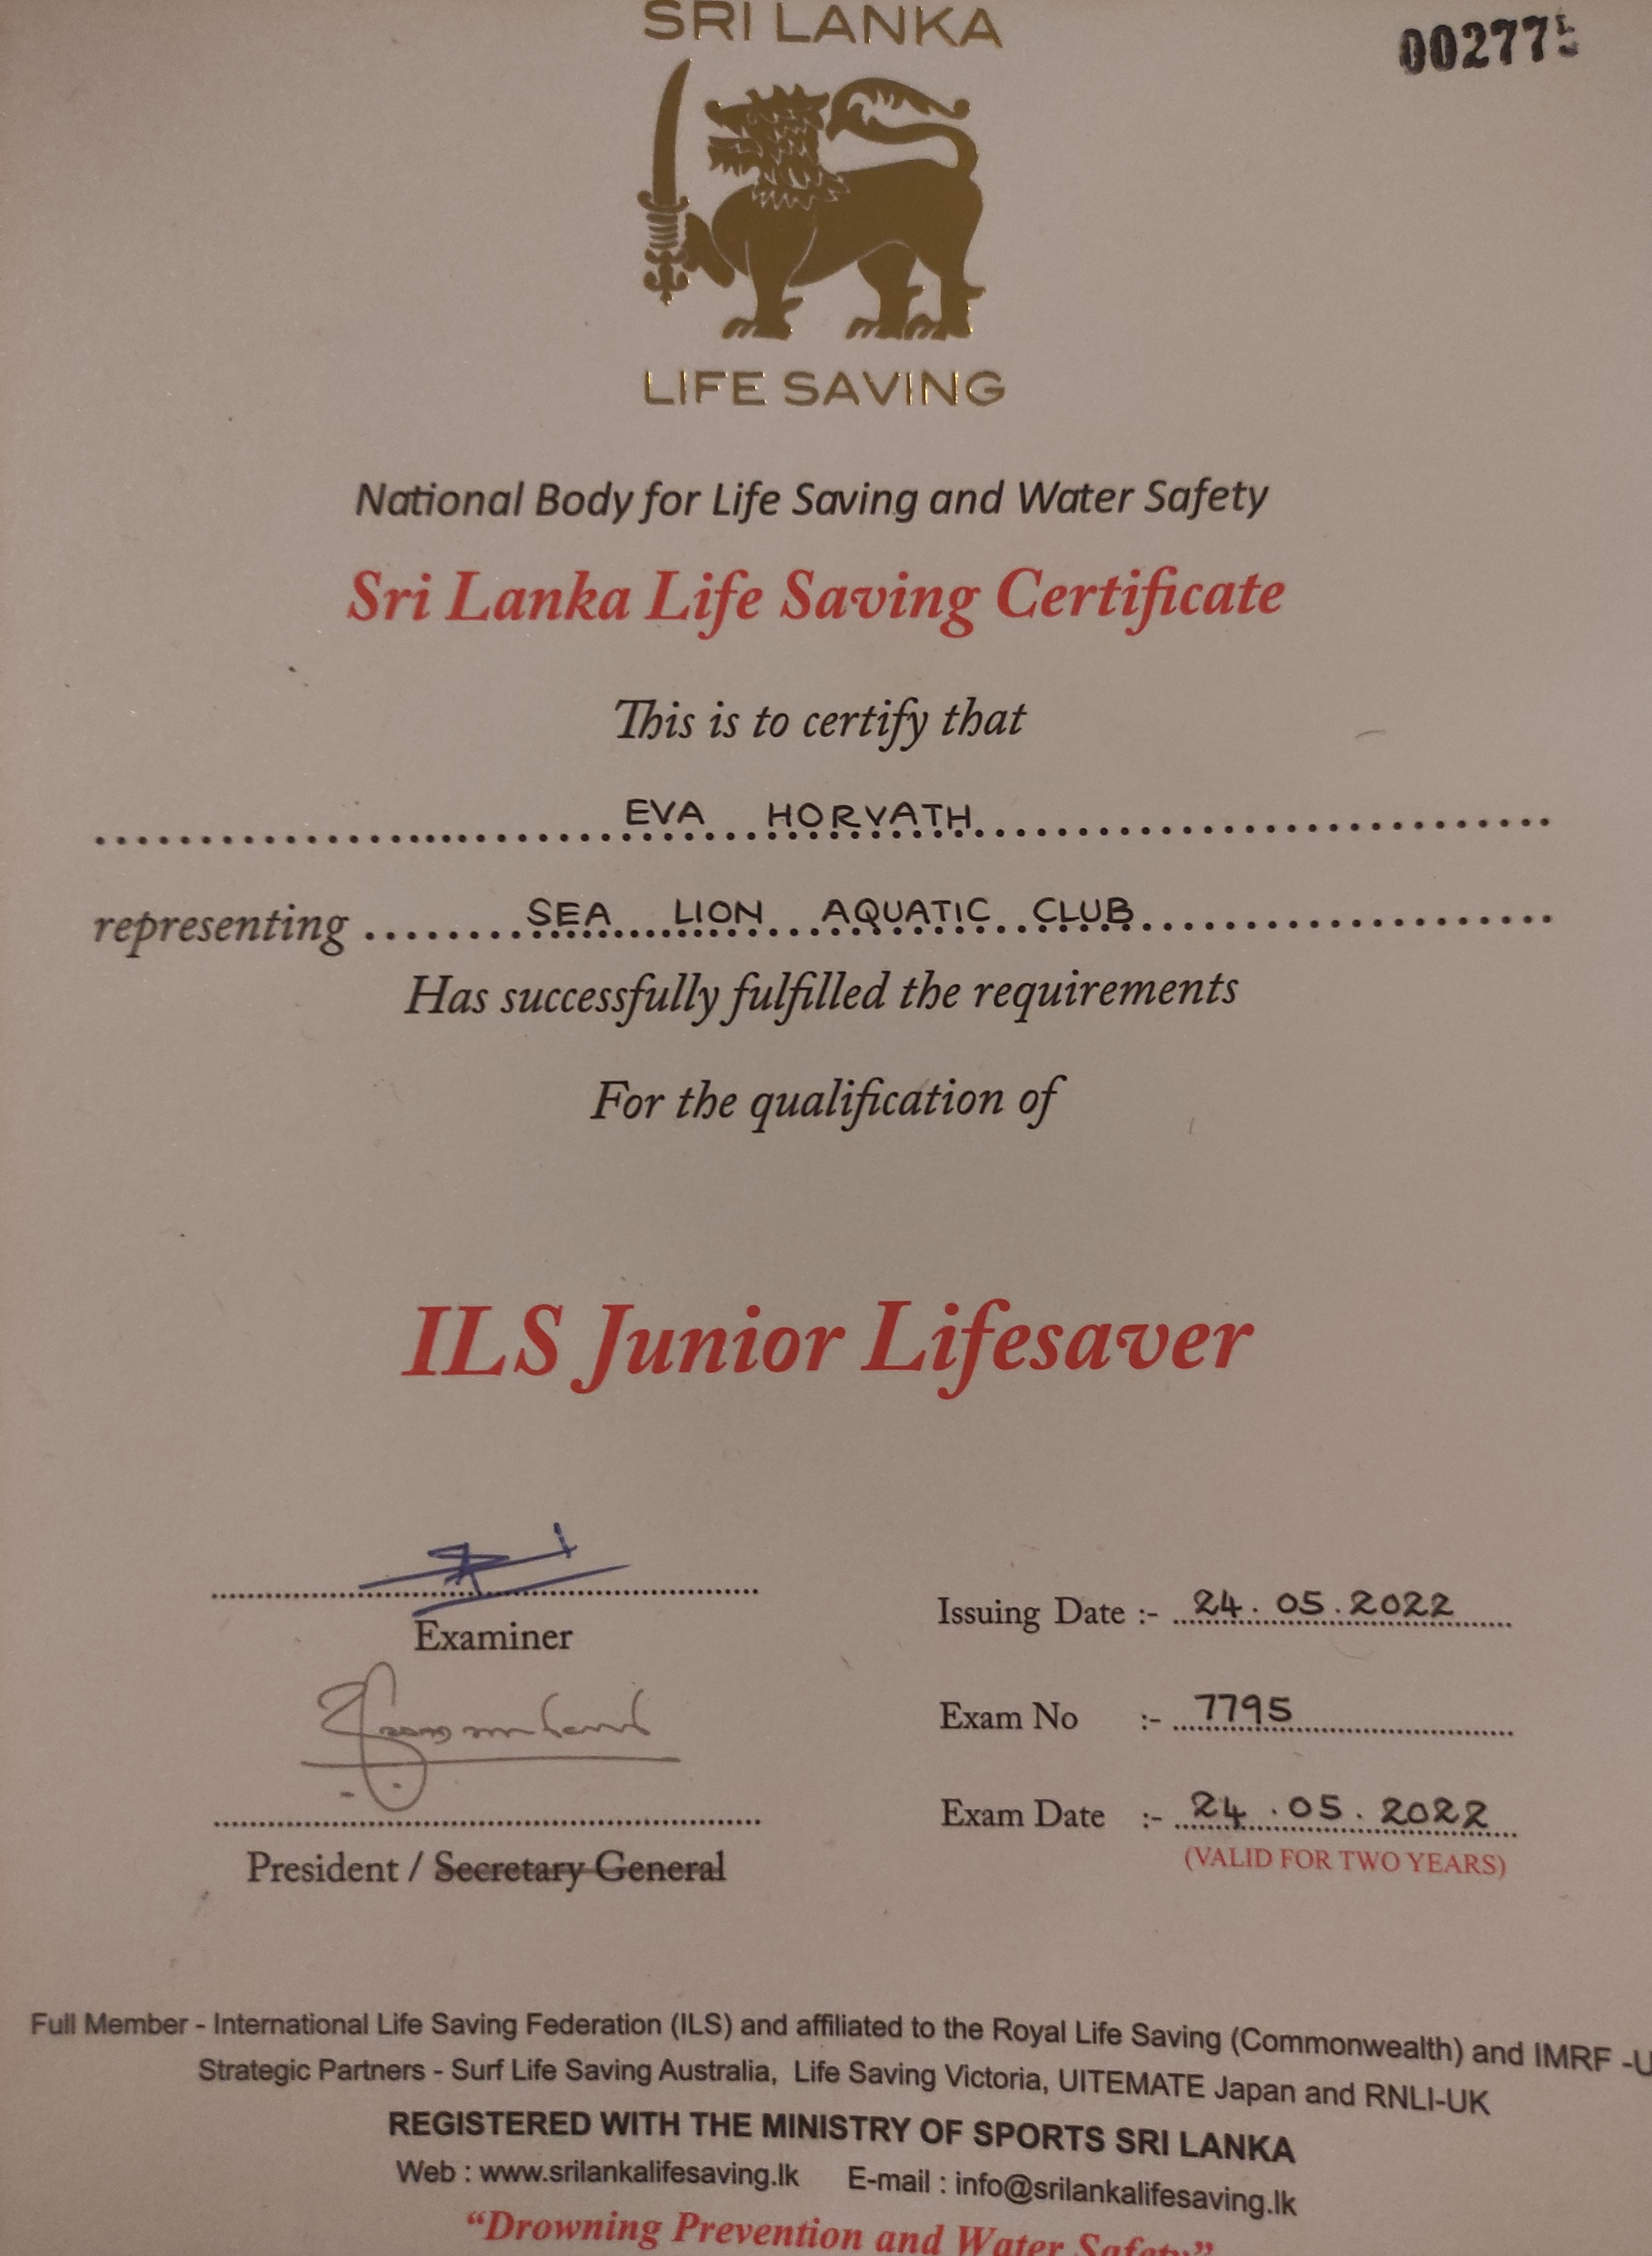 SRI LANKA
002775
LIFE SAVING
National Body for Life Saving and Water Safety
Sri Lanka Life Saving Certificate
This is to certify that
EVA HORVATH
representing SEA LION AQUATIC CLUB
Has successfully fulfilled the requirements
For the qualification of
ILS Junior Lifesaver
Examiner
Issuing Date :- 24.05.2022
Exam No :- 7795
Exam Date :- 24.05.2022
(VALID FOR TWO YEARS)
President / Secretary General
Full Member - International Life Saving Federation (ILS) and affiliated to the Royal Life Saving (Commonwealth) and IMRF -U
Strategic Partners - Surf Life Saving Australia, Life Saving Victoria, UITEMATE Japan and RNLI-UK
REGISTERED WITH THE MINISTRY OF SPORTS SRI LANKA
Web : www.srilankalifesaving.lk E-mail : info@srilankalifesaving.lk
“Drowning Prevention and Water Safety”